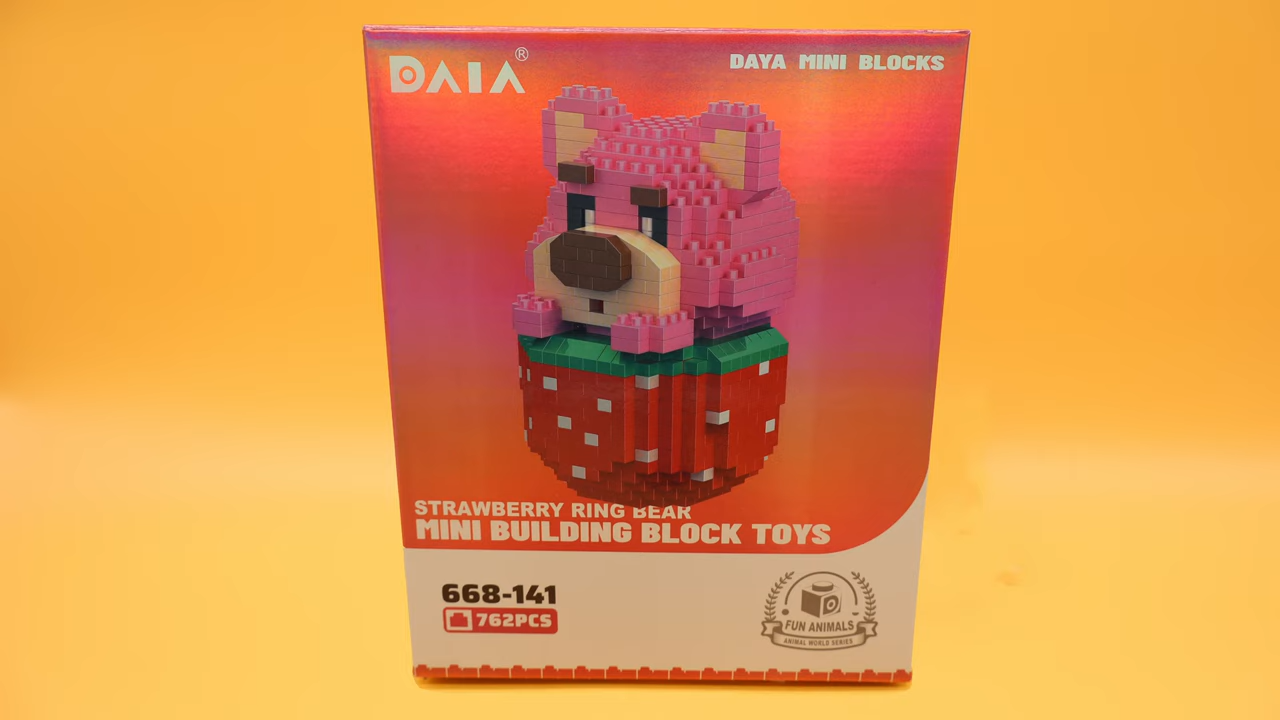 DAIA®
DAYA MINI BLOCKS
STRAWBERRY RING BEAR
MINI BUILDING BLOCK TOYS
668-141
762PCS
FUN ANIMALS
ANIMAL WORLD SERIES